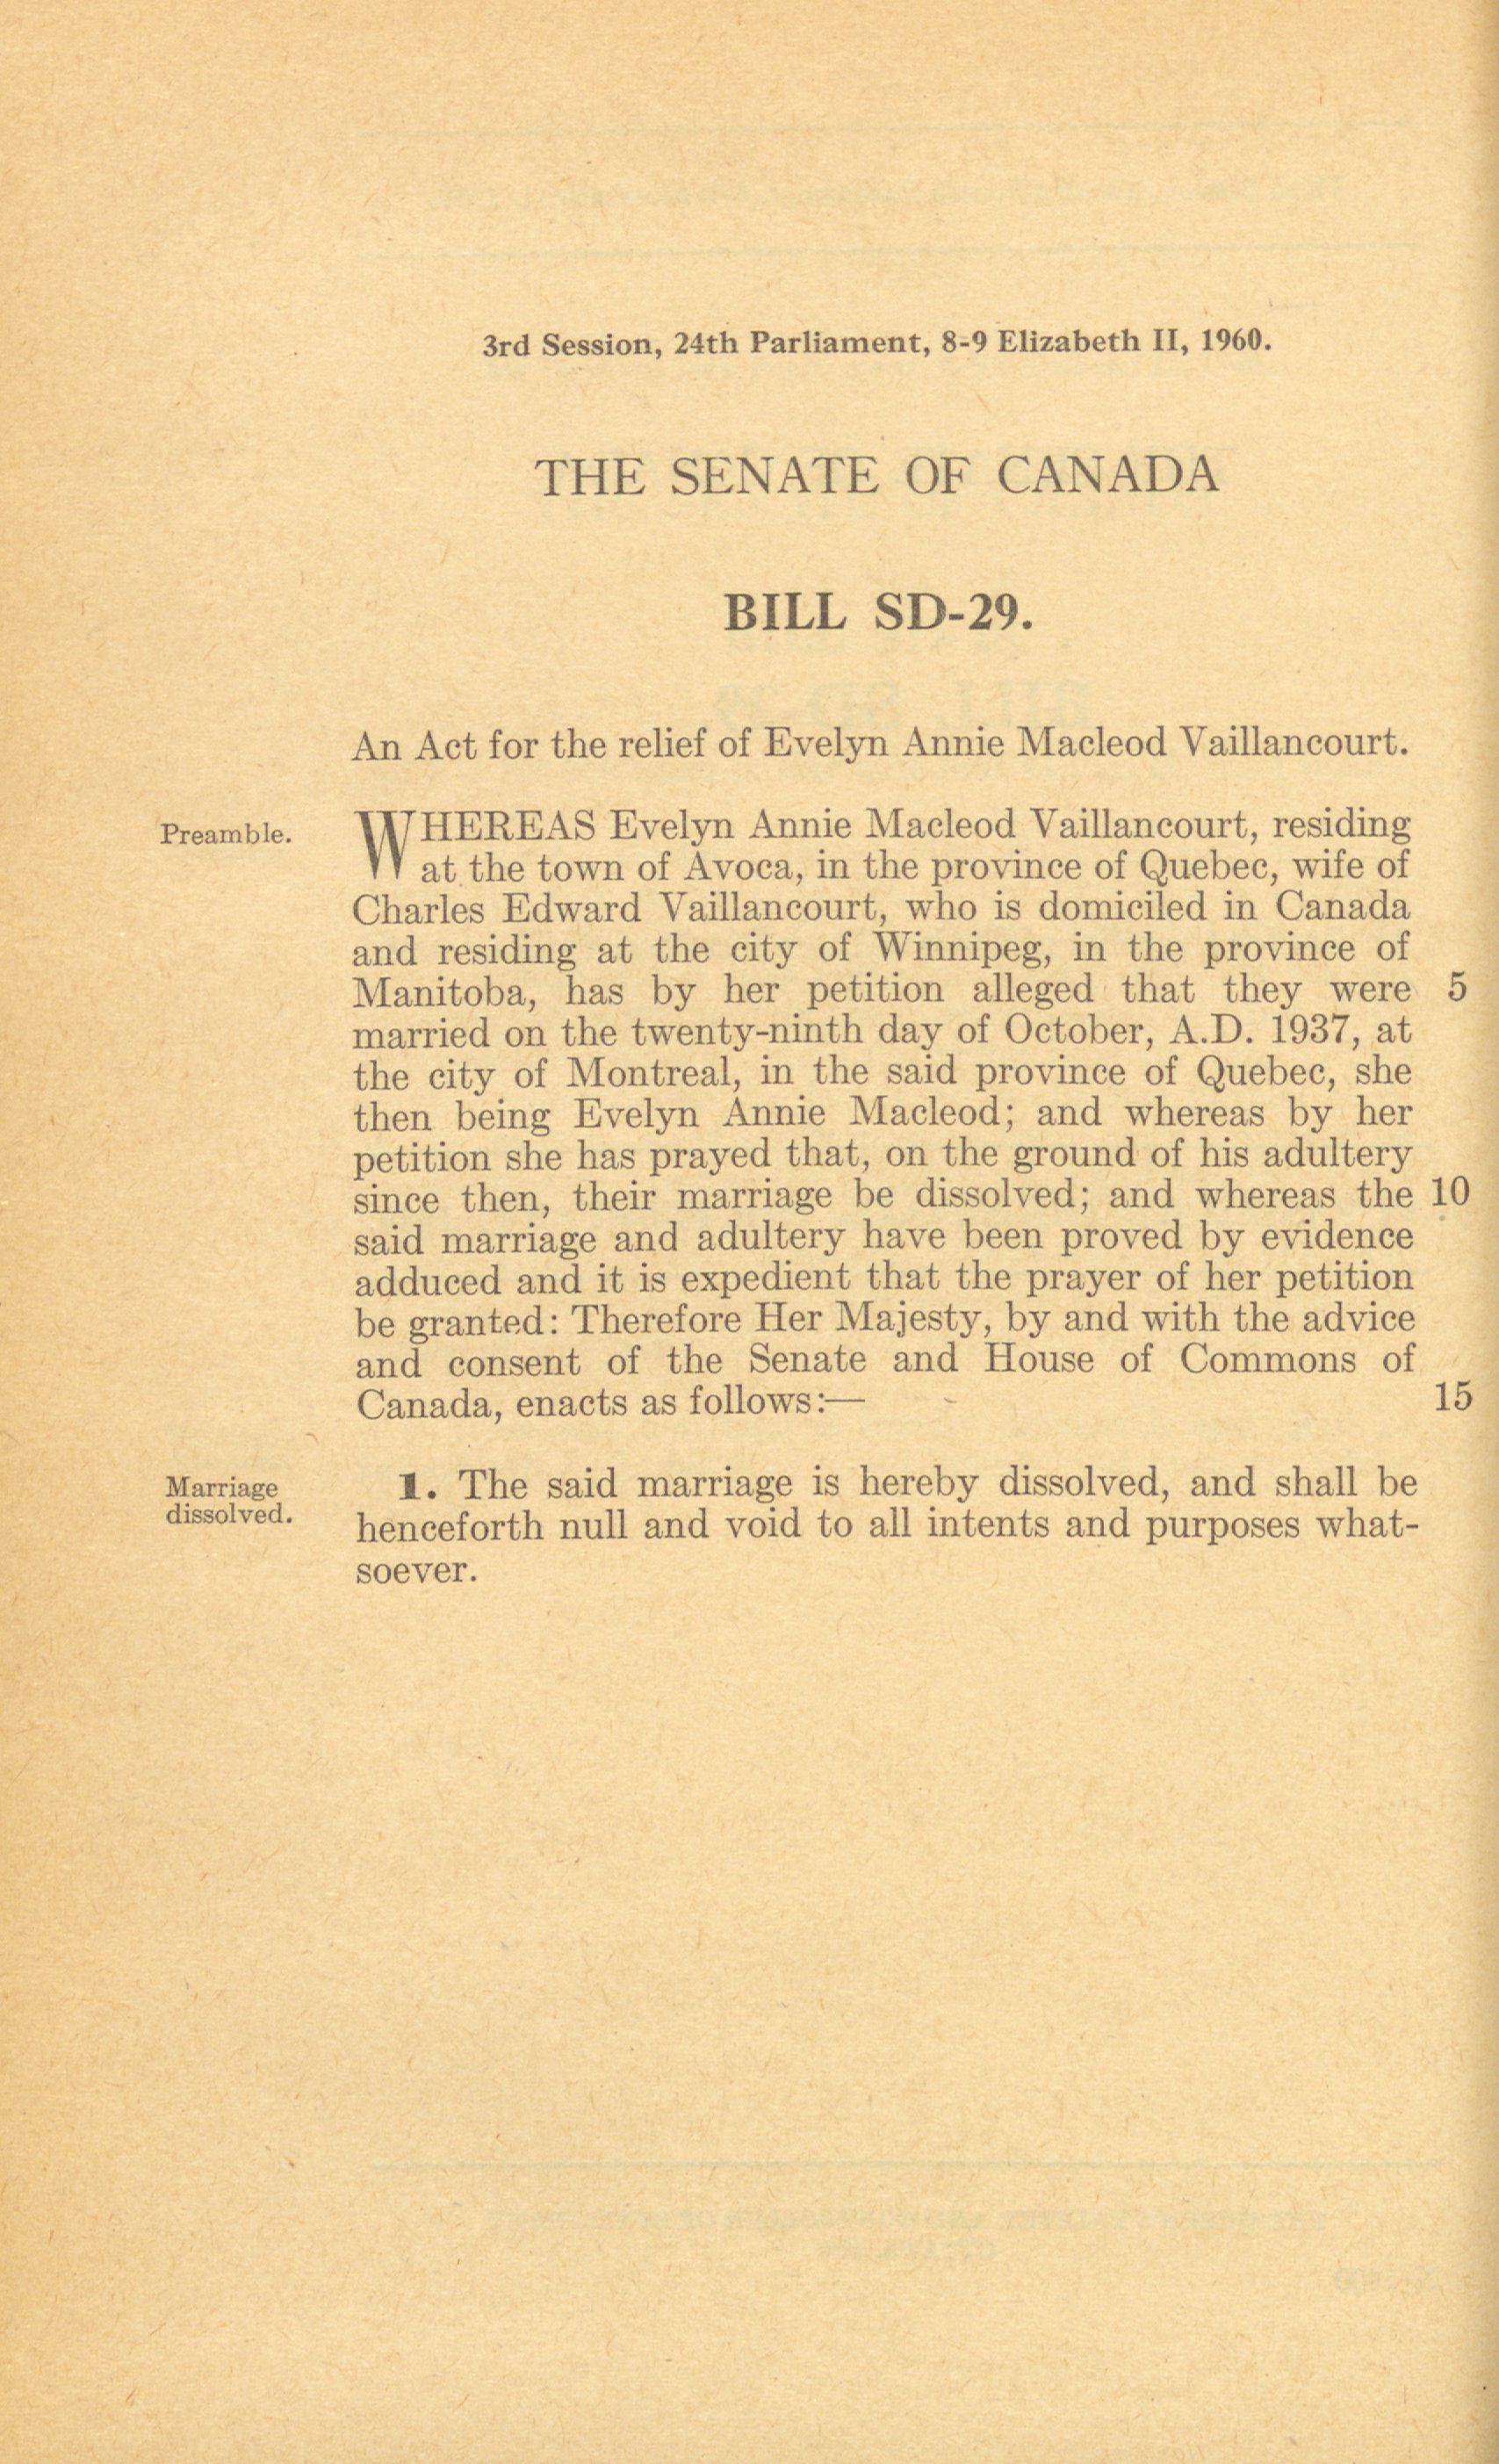 3rd Session, 24th Parliament, 8-9 Elizabeth II, 1960.
THE SENATE OF CANADA
BILL SD-29.
An Act for the relief of Evelyn Annie Macleod Vaillancourt.
Preamble.
WHEREAS Evelyn Annie Macleod Vaillancourt, residing
at the town of Avoca, in the province of Quebec, wife of
Charles Edward Vaillancourt, who is domiciled in Canada
and residing at the city of Winnipeg, in the province of
Manitoba, has by her petition alleged that they were 5
married on the twenty-ninth day of October, A.D. 1937, at
the city of Montreal, in the said province of Quebec, she
then being Evelyn Annie Macleod; and whereas by her
petition she has prayed that, on the ground of his adultery
since then, their marriage be dissolved; and whereas the 10
said marriage and adultery have been proved by evidence
adduced and it is expedient that the prayer of her petition
be granted: Therefore Her Majesty, by and with the advice
and consent of the Senate and House of Commons of
Canada, enacts as follows:— 15
Marriage
dissolved.
1. The said marriage is hereby dissolved, and shall be
henceforth null and void to all intents and purposes what-
soever.